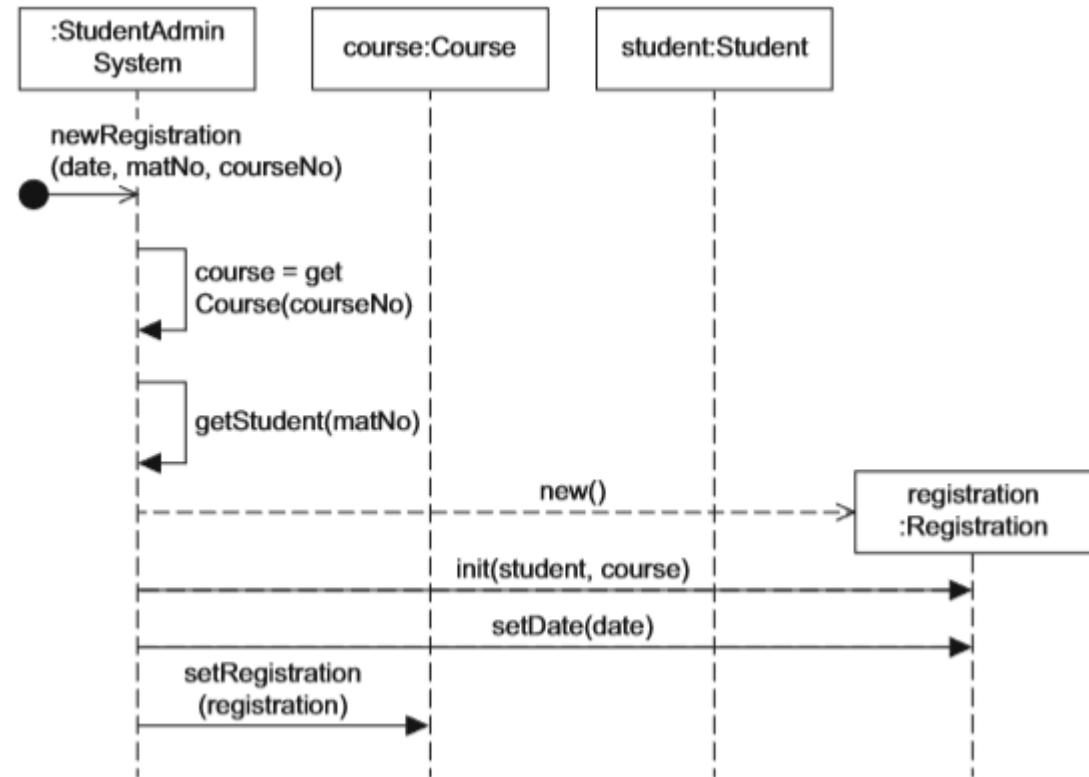 :StudentAdmin
System
course:Course
student:Student
newRegistration
(date, matNo, courseNo)
course = get
Course(courseNo)
getStudent(matNo)
new()
registration
:Registration
init(student, course)
setDate(date)
setRegistration
(registration)